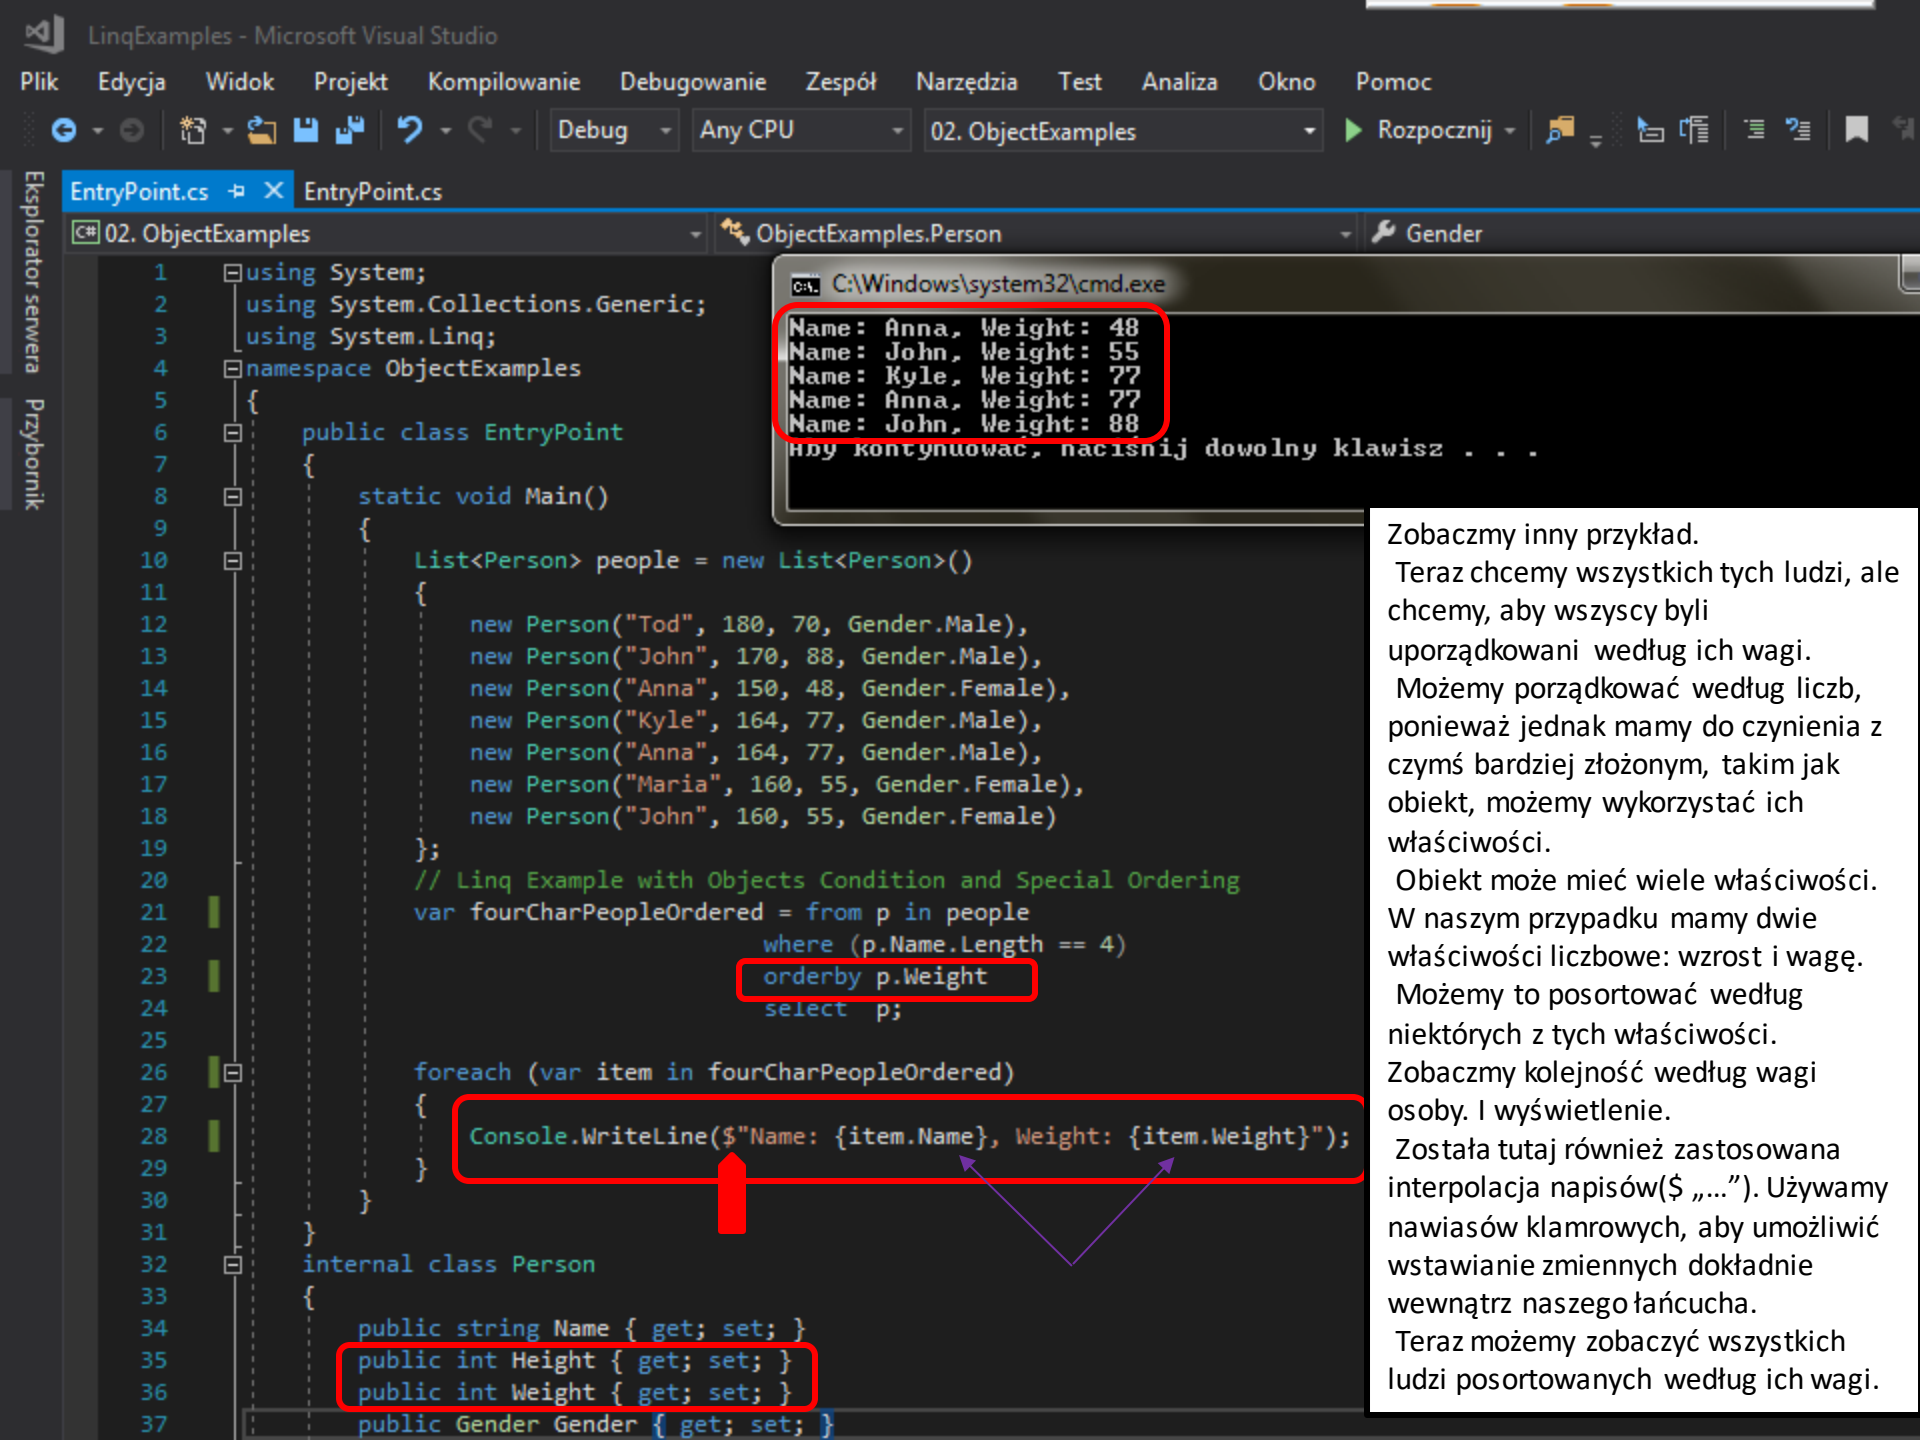 LinqExamples - Microsoft Visual Studio
Plik Edycja Widok Projekt Kompilowanie Debugowanie Zespół Narzędzia Test Analiza Okno Pomoc
Debug Any CPU 02. ObjectExamples Rozpocznij
Eksplorator serwera
Przybornik
EntryPoint.cs EntryPoint.cs
C# 02. ObjectExamples ObjectExamples.Person Gender
1 using System;
2 using System.Collections.Generic;
3 using System.Linq;
4 namespace ObjectExamples
5 {
6 public class EntryPoint
7 {
8 static void Main()
9 {
10 List<Person> people = new List<Person>()
11 {
12 new Person("Tod", 180, 70, Gender.Male),
13 new Person("John", 170, 88, Gender.Male),
14 new Person("Anna", 150, 48, Gender.Female),
15 new Person("Kyle", 164, 77, Gender.Male),
16 new Person("Anna", 164, 77, Gender.Male),
17 new Person("Maria", 160, 55, Gender.Female),
18 new Person("John", 160, 55, Gender.Female)
19 };
20 // Linq Example with Objects Condition and Special Ordering
21 var fourCharPeopleOrdered = from p in people
22 where (p.Name.Length == 4)
23 orderby p.Weight
24 select p;
25
26 foreach (var item in fourCharPeopleOrdered)
27 {
28 Console.WriteLine($"Name: {item.Name}, Weight: {item.Weight}");
29 }
30 }
31 }
32 internal class Person
33 {
34 public string Name { get; set; }
35 public int Height { get; set; }
36 public int Weight { get; set; }
37 public Gender Gender { get; set; }
C:\Windows\system32\cmd.exe
Name: Anna, Weight: 48
Name: John, Weight: 55
Name: Kyle, Weight: 77
Name: Anna, Weight: 77
Name: John, Weight: 88
Aby kontynuować, naciśnij dowolny klawisz . . .
Zobaczmy inny przykład.
Teraz chcemy wszystkich tych ludzi, ale
chcemy, aby wszyscy byli
uporządkowani według ich wagi.
Możemy porządkować według liczb,
ponieważ jednak mamy do czynienia z
czymś bardziej złożonym, takim jak
obiekt, możemy wykorzystać ich
właściwości.
Obiekt może mieć wiele właściwości.
W naszym przypadku mamy dwie
właściwości liczbowe: wzrost i wagę.
Możemy to posortować według
niektórych z tych właściwości.
Zobaczmy kolejność według wagi
osoby. I wyświetlenie.
Została tutaj również zastosowana
interpolacja napisów($ „…”). Używamy
nawiasów klamrowych, aby umożliwić
wstawianie zmiennych dokładnie
wewnątrz naszego łańcucha.
Teraz możemy zobaczyć wszystkich
ludzi posortowanych według ich wagi.